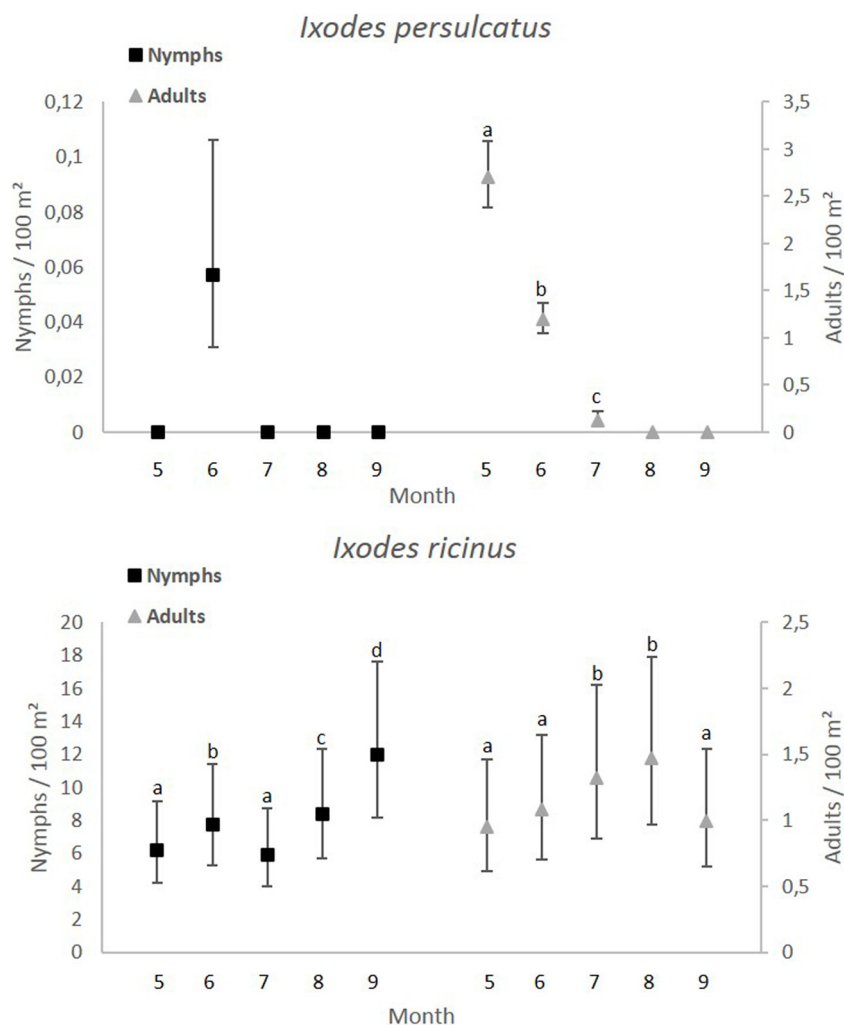 Ixodes persulcatus
Nymphs
Adults
Nymphs / 100 m²
0,12
0,1
0,08
0,06
0,04
0,02
0
Adults / 100 m²
3,5
3
2,5
2
1,5
1
0,5
0
a
b
c
5 6 7 8 9 5 6 7 8 9
Month
Ixodes ricinus
Nymphs
Adults
Nymphs / 100 m²
20
18
16
14
12
10
8
6
4
2
0
Adults / 100 m²
2,5
2
1,5
1
0,5
0
a b a c d a a b b a
5 6 7 8 9 5 6 7 8 9
Month